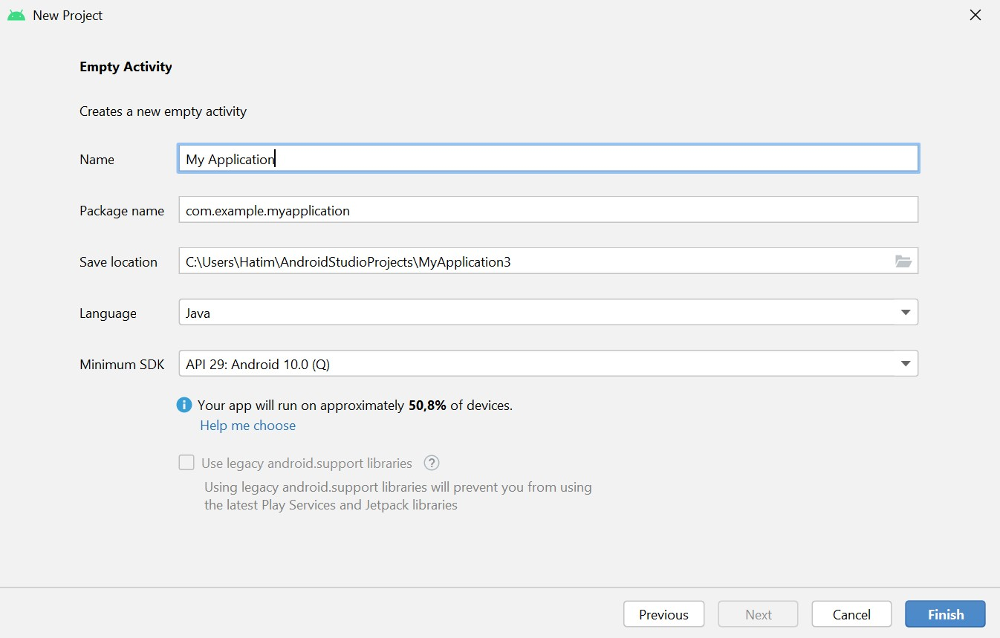 New Project
Empty Activity
Creates a new empty activity
Name My Application
Package name com.example.myapplication
Save location C:\Users\Hatim\AndroidStudioProjects\MyApplication3
Language Java
Minimum SDK API 29: Android 10.0 (Q)
Your app will run on approximately 50,8% of devices.
Help me choose
Use legacy android.support libraries ?
Using legacy android.support libraries will prevent you from using
the latest Play Services and Jetpack libraries
Previous Next Cancel Finish